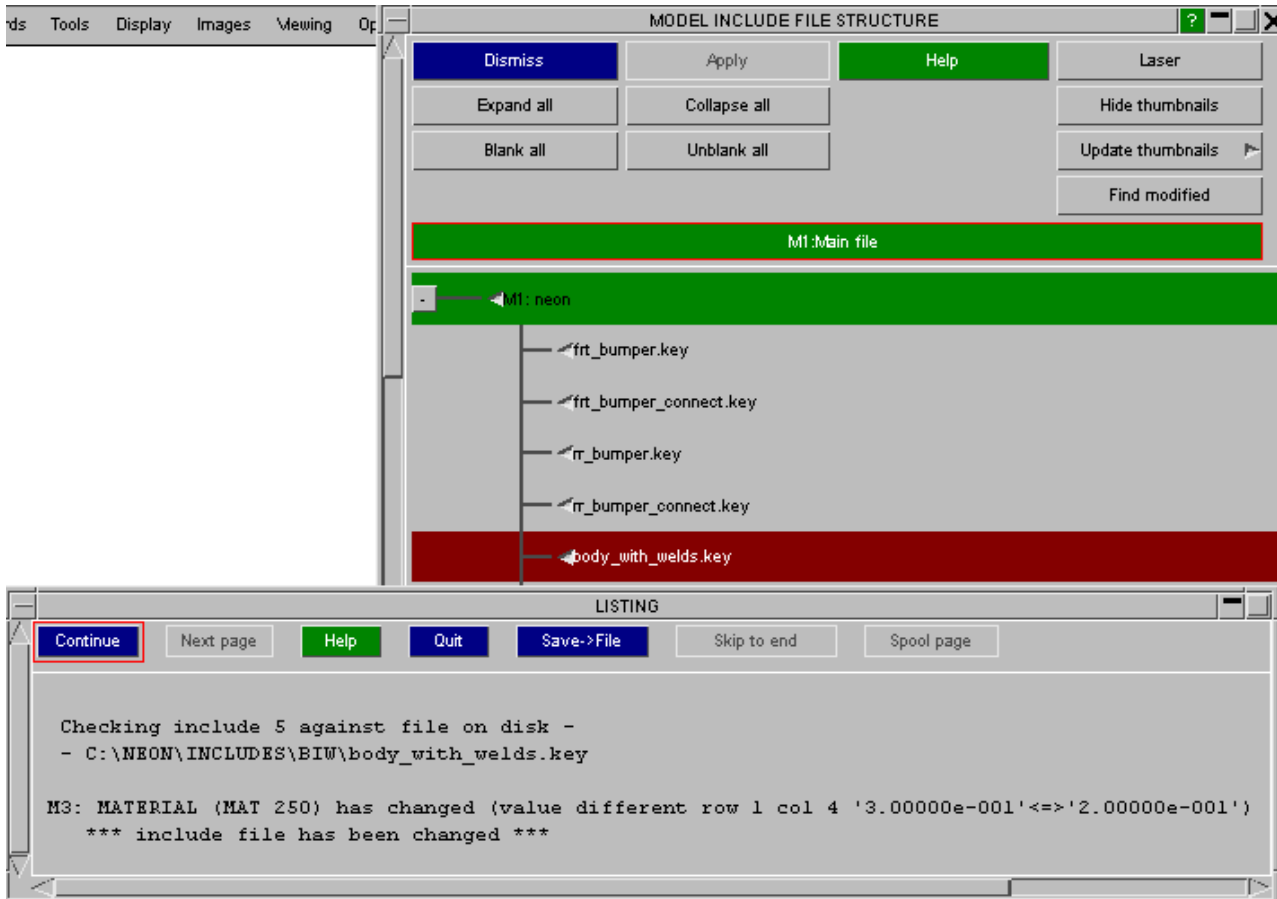 rds Tools Display Images Viewing Op
MODEL INCLUDE FILE STRUCTURE ?
Dismiss Apply Help Laser
Expand all Collapse all Hide thumbnails
Blank all Unblank all Update thumbnails
Find modified
M1:Main file
- M1: neon
frt_bumper.key
frt_bumper_connect.key
rr_bumper.key
rr_bumper_connect.key
body_with_welds.key
LISTING
Continue Next page Help Quit Save->File Skip to end Spool page
Checking include 5 against file on disk -
- C:\NEON\INCLUDES\BIW\body_with_welds.key
M3: MATERIAL (MAT 250) has changed (value different row 1 col 4 '3.00000e-001'<=>'2.00000e-001')
*** include file has been changed ***